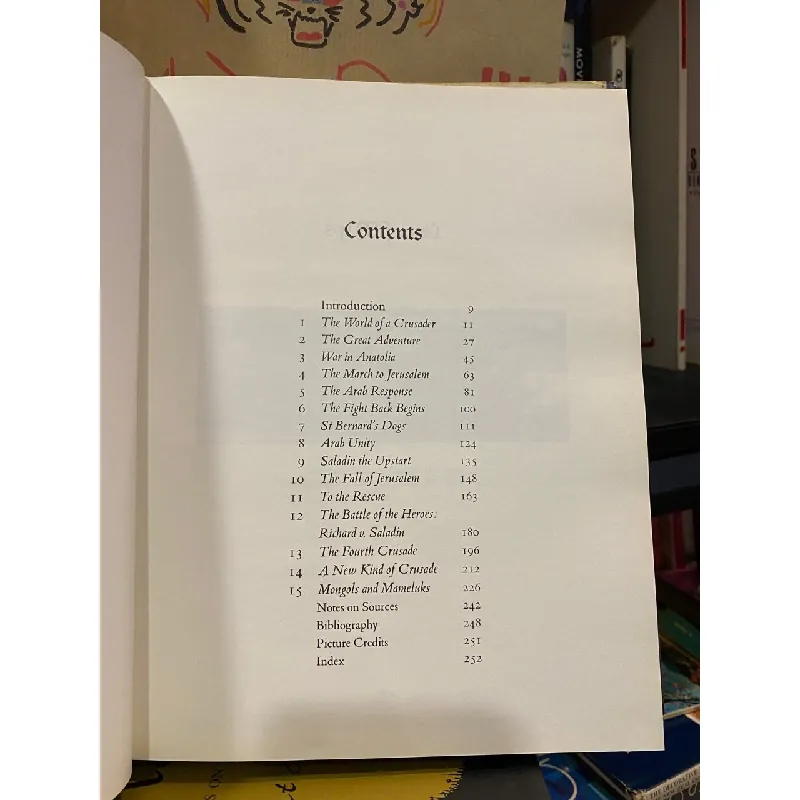 MOV
Contents
Introduction 9
1 The World of a Crusader 11
2 The Great Adventure 27
3 War in Anatolia 45
4 The March to Jerusalem 63
5 The Arab Response 81
6 The Fight Back Begins 100
7 St Bernard's Dogs 111
8 Arab Unity 124
9 Saladin the Upstart 135
10 The Fall of Jerusalem 148
11 To the Rescue 163
12 The Battle of the Heroes:
Richard v. Saladin 180
13 The Fourth Crusade 196
14 A New Kind of Crusade 212
15 Mongols and Mameluks 226
Notes on Sources 242
Bibliography 248
Picture Credits 251
Index 252